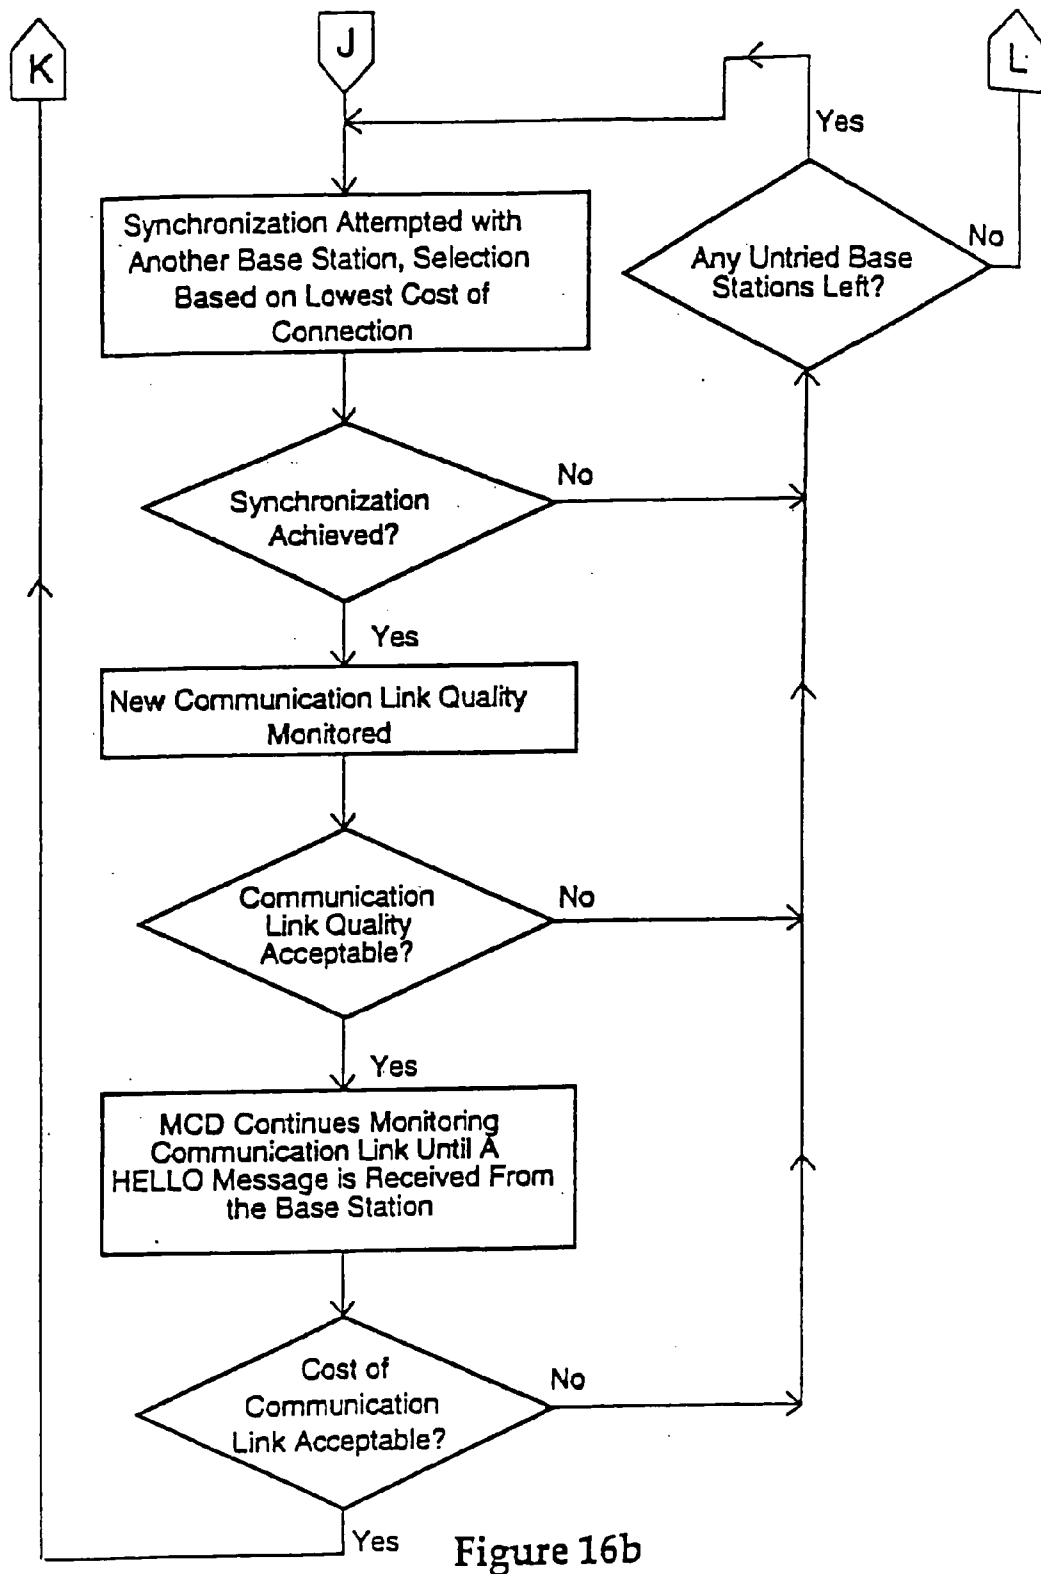 K
J
L
Yes
Synchronization Attempted with
Another Base Station, Selection
Based on Lowest Cost of
Connection
Any Untried Base
Stations Left?
No
Synchronization
Achieved?
No
Yes
New Communication Link Quality
Monitored
Communication
Link Quality
Acceptable?
No
Yes
MCD Continues Monitoring
Communication Link Until A
HELLO Message is Received From
the Base Station
Cost of
Communication
Link Acceptable?
No
Yes
Figure 16b